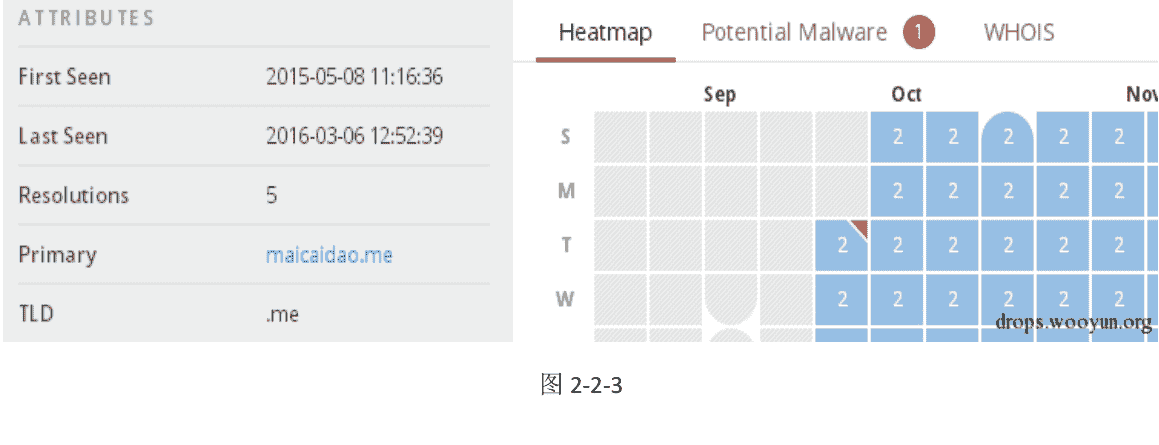 ATTRIBUTES
First Seen 2015-05-08 11:16:36
Last Seen 2016-03-06 12:52:39
Resolutions 5
Primary maicaidao.me
TLD .me
Heatmap Potential Malware 1 WHOIS
Sep Oct Nov
S 2 2 2 2 2
M 2 2 2 2 2
T 2 2 2 2 2 2
W 2 2 2 2 2 2
drops.wooyun.org
图 2-2-3